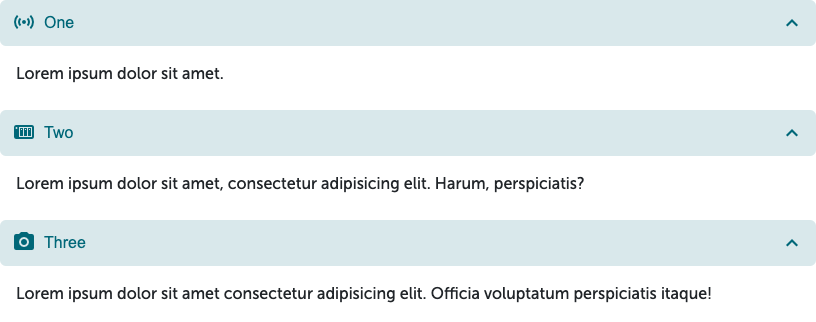 One
Lorem ipsum dolor sit amet.
Two
Lorem ipsum dolor sit amet, consectetur adipisicing elit. Harum, perspiciatis?
Three
Lorem ipsum dolor sit amet consectetur adipisicing elit. Officia voluptatum perspiciatis itaque!